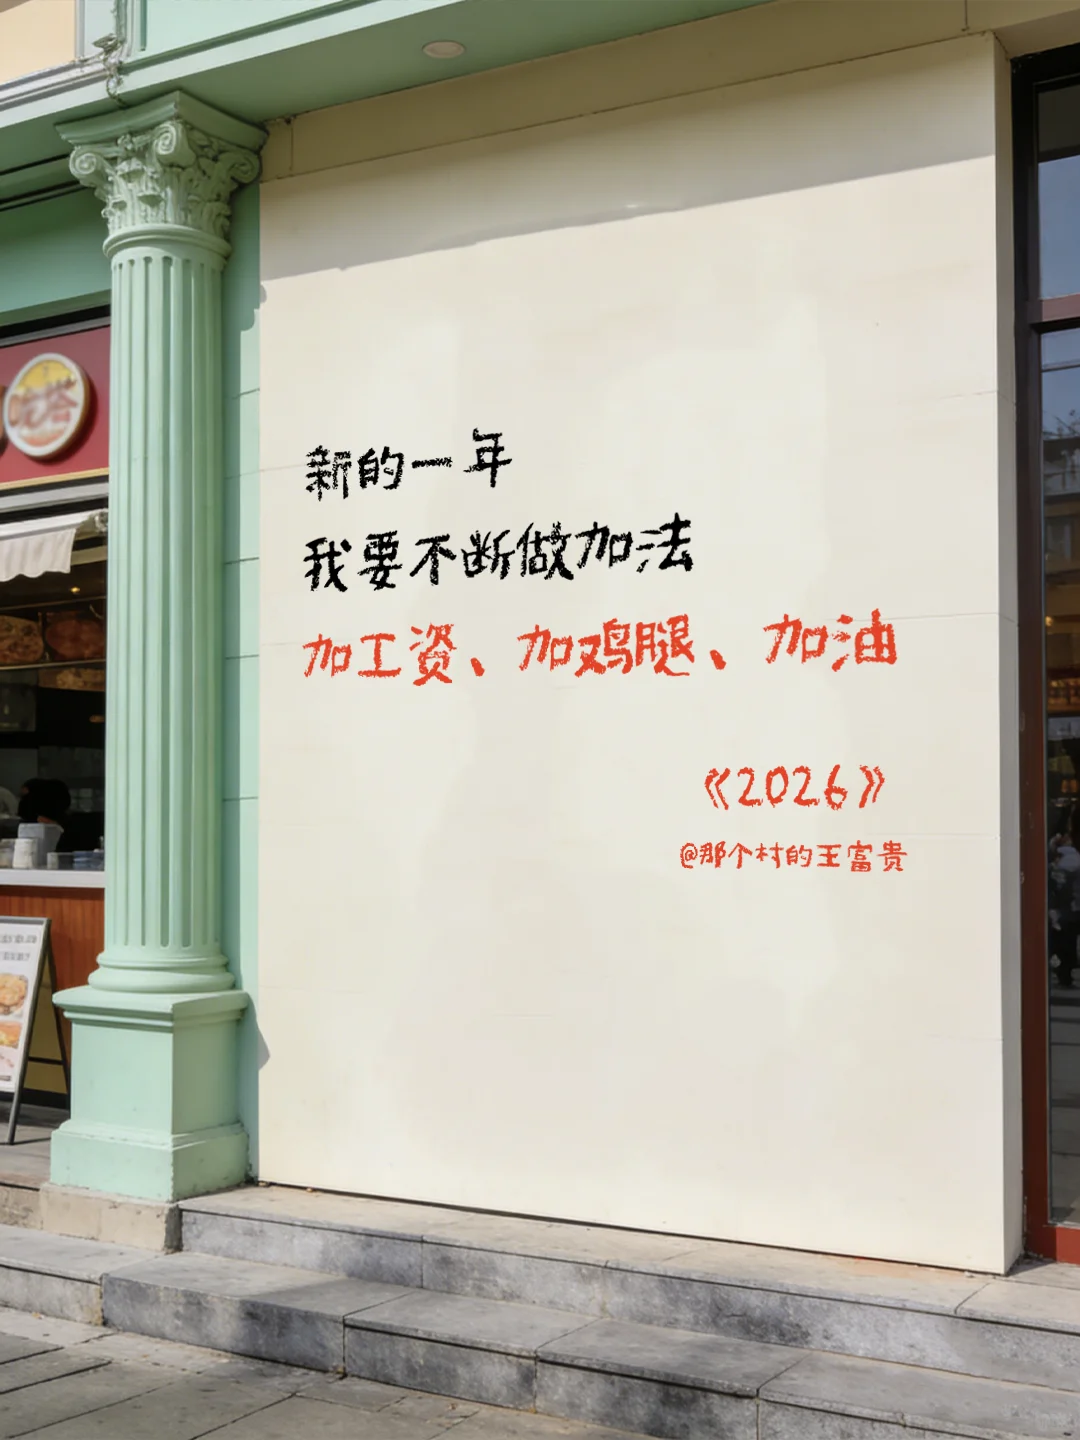 新的一年
我要不断做加法
加工资、加鸡腿、加油
《2026》
@那个村的王富贵